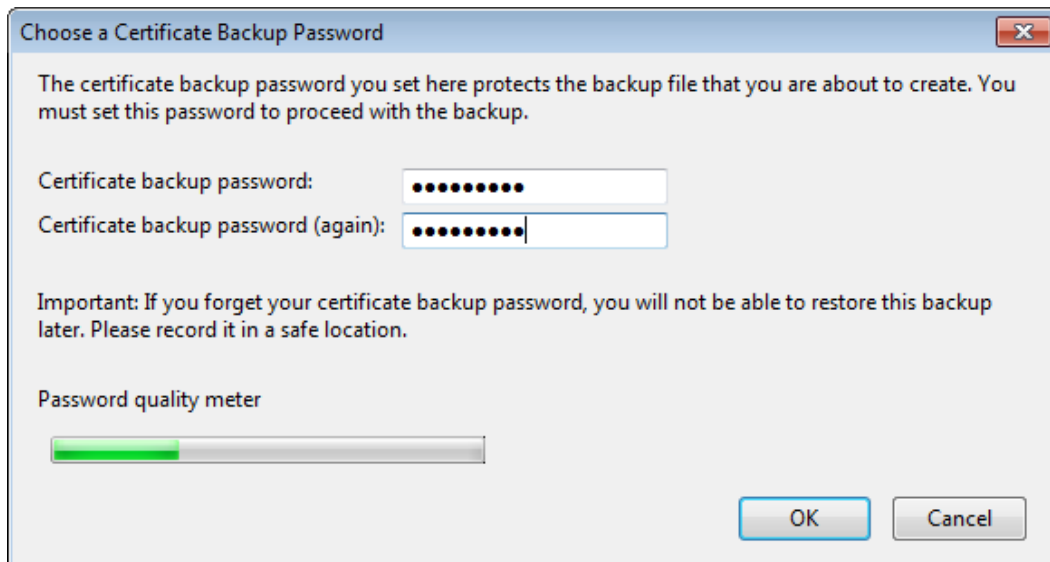 Choose a Certificate Backup Password
The certificate backup password you set here protects the backup file that you are about to create. You
must set this password to proceed with the backup.
Certificate backup password: ●●●●●●●●●
Certificate backup password (again): ●●●●●●●●●
Important: If you forget your certificate backup password, you will not be able to restore this backup
later. Please record it in a safe location.
Password quality meter
OK Cancel